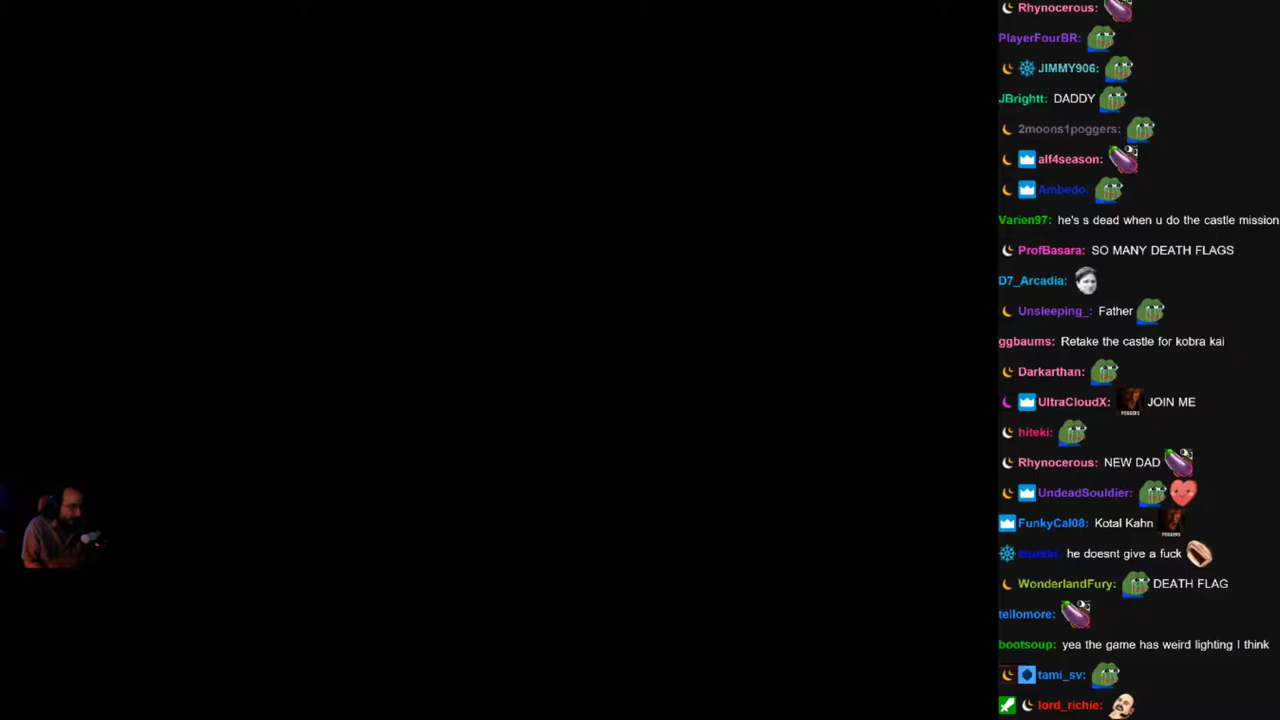 Rhynocerous:
PlayerFourBR:
JIMMY906:
JBrightt: DADDY
2moons1poggers:
alf4season:
Ambedo:
Varien97: he's s dead when u do the castle mission
ProfBasara: SO MANY DEATH FLAGS
D7_Arcadia:
Unsleeping_: Father
ggbaums: Retake the castle for kobra kai
Darkarthan:
UltraCloudX: POGGERS JOIN ME
hiteki:
Rhynocerous: NEW DAD
UndeadSouldier:
FunkyCal08: Kotal Kahn POGGERS
he doesnt give a fuck
WonderlandFury: DEATH FLAG
tellomore:
bootsoup: yea the game has weird lighting I think
tami_sv:
lord_richie: